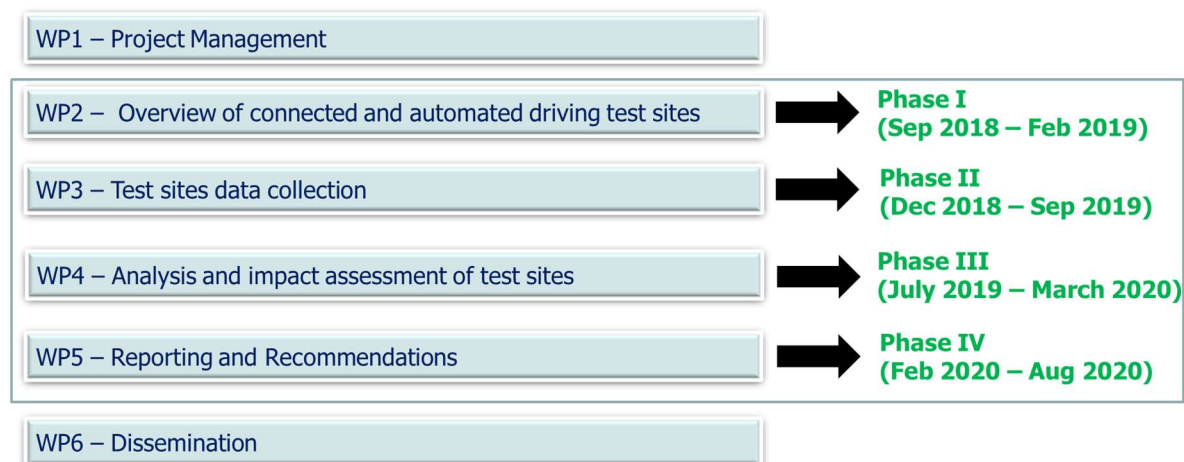 WP1 – Project Management
WP2 – Overview of connected and automated driving test sites
Phase I
(Sep 2018 – Feb 2019)
WP3 – Test sites data collection
Phase II
(Dec 2018 – Sep 2019)
WP4 – Analysis and impact assessment of test sites
Phase III
(July 2019 – March 2020)
WP5 – Reporting and Recommendations
Phase IV
(Feb 2020 – Aug 2020)
WP6 – Dissemination